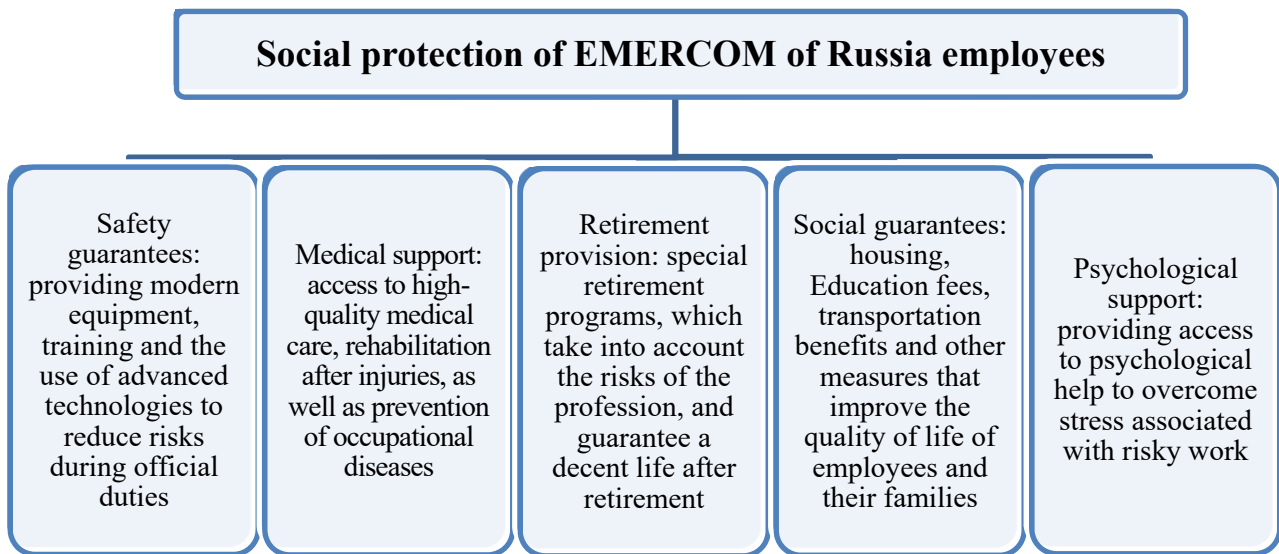 Social protection of EMERCOM of Russia employees
Safety
guarantees:
providing modern
equipment,
training and the
use of advanced
technologies to
reduce risks
during official
duties
Medical support:
access to high-
quality medical
care, rehabilitation
after injuries, as
well as prevention
of occupational
diseases
Retirement
provision: special
retirement
programs, which
take into account
the risks of the
profession, and
guarantee a
decent life after
retirement
Social guarantees:
housing,
Education fees,
transportation
benefits and other
measures that
improve the
quality of life of
employees and
their families
Psychological
support:
providing access
to psychological
help to overcome
stress associated
with risky work